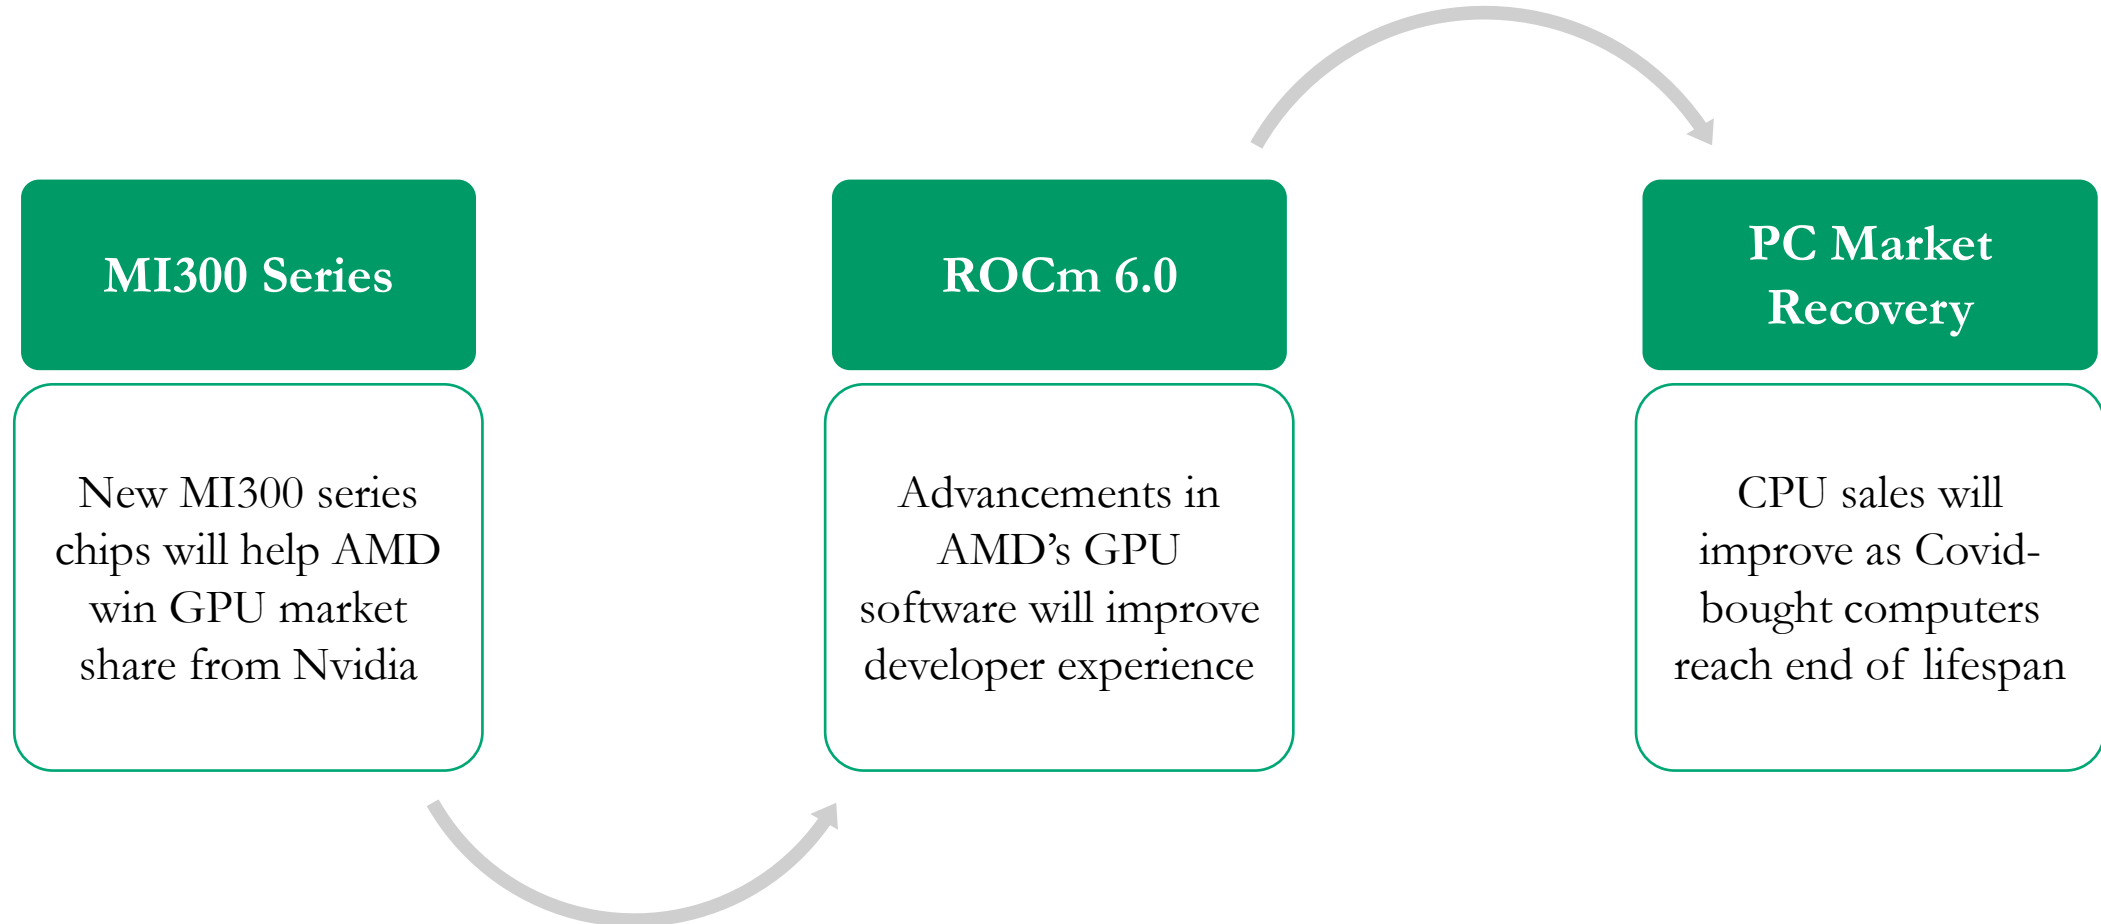 MI300 Series
New MI300 series
chips will help AMD
win GPU market
share from Nvidia
ROCm 6.0
Advancements in
AMD’s GPU
software will improve
developer experience
PC Market
Recovery
CPU sales will
improve as Covid-
bought computers
reach end of lifespan